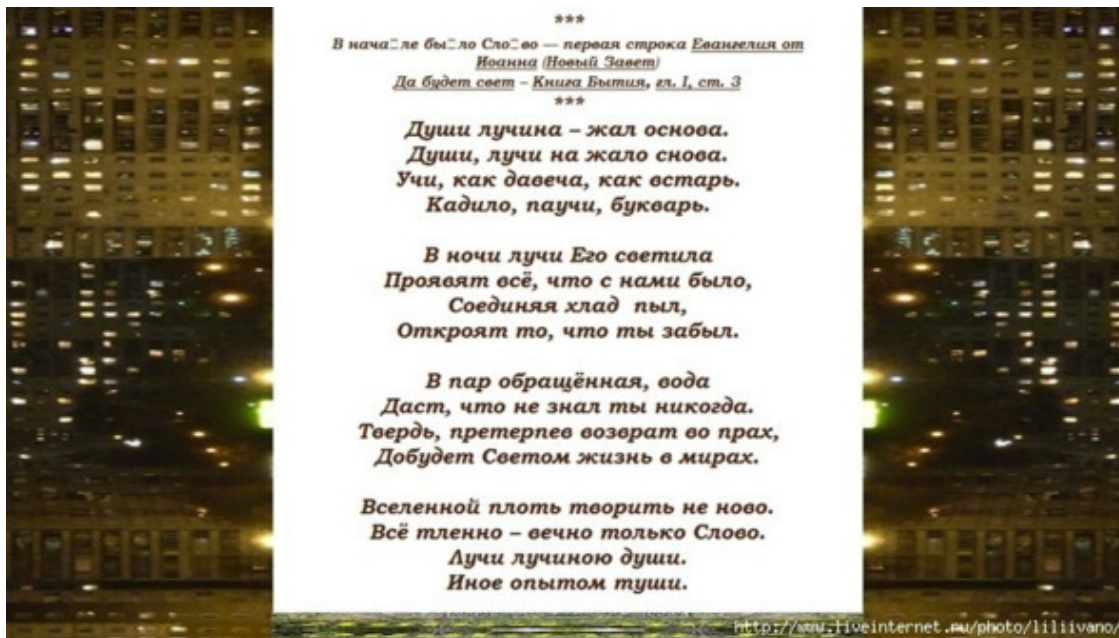 ***
В нача□ле бы□ло Сло□во — первая строка Евангелия от
Иоанна (Новый Завет)
Да будет свет – Книга Бытия, гл. I, ст. 3
***
Души лучина – жал основа.
Души, лучи на жало снова.
Учи, как давеча, как встарь.
Кадило, паучи, букварь.
В ночи лучи Его светила
Проявят всё, что с нами было,
Соединяя хлад пыл,
Откроят то, что ты забыл.
В пар обращённая, вода
Даст, что не знал ты никогда.
Твердь, претерпев возврат во прах,
Добудет Светом жизнь в мирах.
Вселенной плоть творить не ново.
Всё тленно – вечно только Слово.
Лучи лучиною души.
Иное опытом туши.
http://www.liveinternet.ru/photo/liliivano